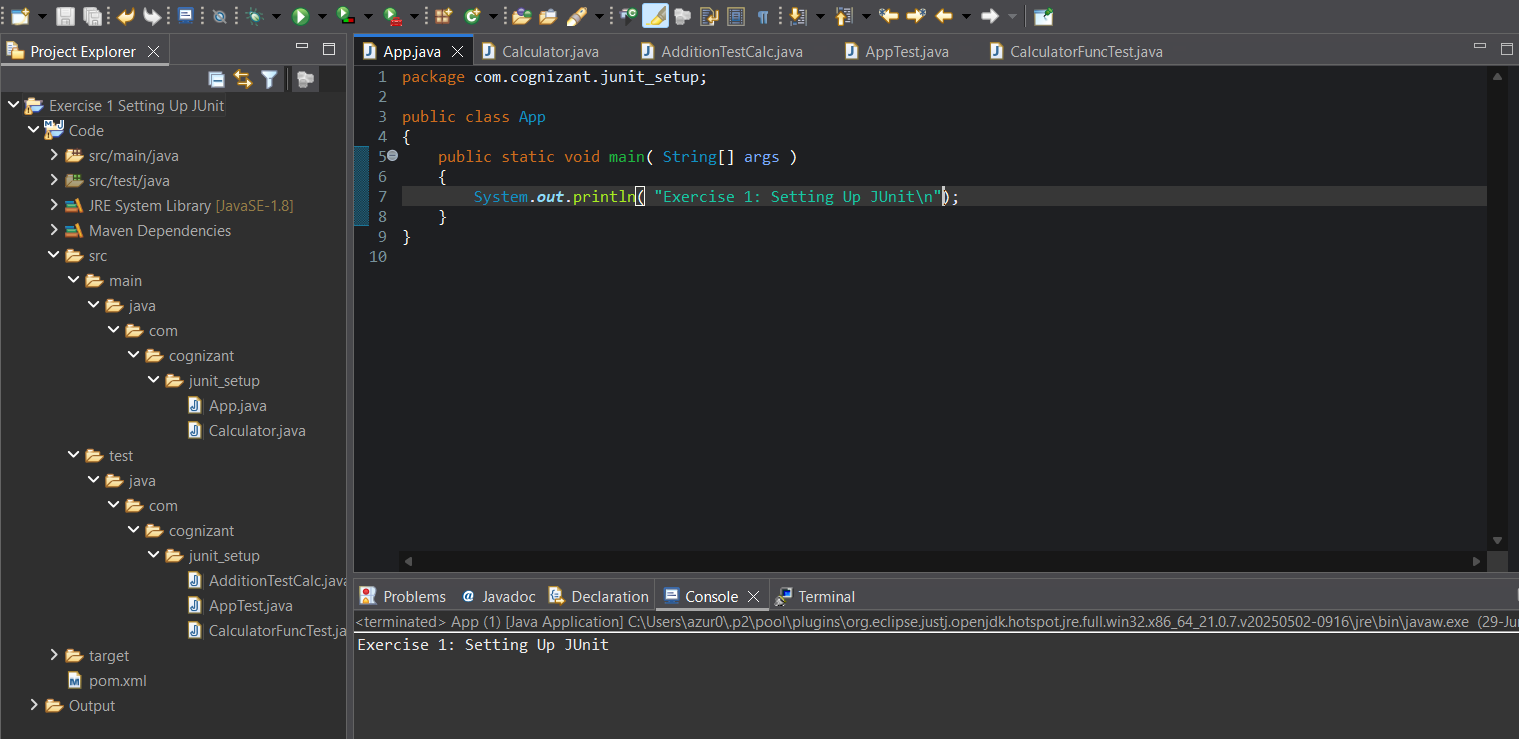 Project Explorer
Exercise 1 Setting Up JUnit
Code
src/main/java
src/test/java
JRE System Library [JavaSE-1.8]
Maven Dependencies
src
main
java
com
cognizant
junit_setup
App.java
Calculator.java
test
java
com
cognizant
junit_setup
AdditionTestCalc.java
AppTest.java
CalculatorFuncTest.ja
target
pom.xml
Output
App.java Calculator.java AdditionTestCalc.java AppTest.java CalculatorFuncTest.java
1 package com.cognizant.junit_setup;
2
3 public class App
4 {
5 public static void main( String[] args )
6 {
7 System.out.println( "Exercise 1: Setting Up JUnit\n");
8 }
9 }
10
Problems Javadoc Declaration Console Terminal
<terminated> App (1) [Java Application] C:\Users\azur0\.p2\pool\plugins\org.eclipse.justj.openjdk.hotspot.jre.full.win32.x86_64_21.0.7.v20250502-0916\jre\bin\javaw.exe (29-Ju
Exercise 1: Setting Up JUnit